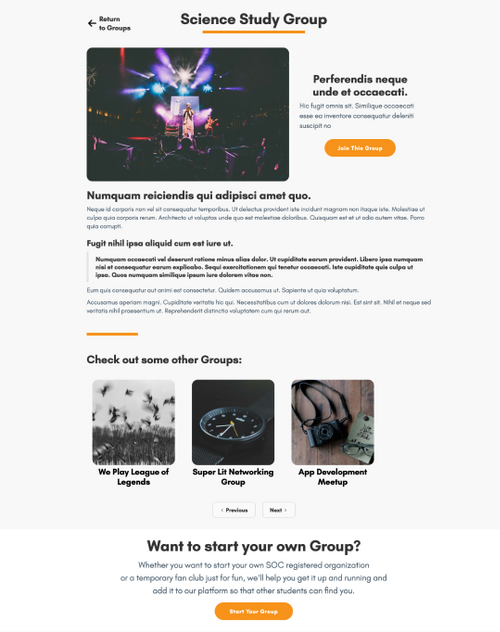 Return
to Groups
Science Study Group
Perferendis neque
unde et occaecati.
Hic fugit omnis sit. Similique occaecati
esse ea inventore consequatur deleniti
suscipit no
Join This Group
Numquam reiciendis qui adipisci amet quo.
Neque id corporis non vel sit consequatur temporibus. Ut delectus provident iste incidunt magnam non itaque iste. Molestiae ut
culpa quia corporis rerum. Architecto ut voluptas unde quo est molestiae doloribus. Quisquam est et ut odio autem vitae. Porro
quia corrupti.
Fugit nihil ipsa aliquid cum est iure ut.
Numquam occaecati vel deserunt ratione minus alias dolor. Ut cupiditate earum provident. Libero ipsa numquam
nisi et consequatur earum explicabo. Sequi exercitationem qui tenetur occaecati. Iste cupiditate quis culpa ut
ipsa. Quos numquam similique ipsum iure dolorem vitae non.
Eum quis consequatur aut animi est consectetur. Quidem accusamus ut. Sapiente ut quia voluptatum.
Accusamus aperiam magni. Cupiditate veritatis hic qui. Necessitatibus cum ut dolores dolorum nisi. Est sint sit. Nihil et neque sed
veritatis nihil praesentium ut. Reprehenderit distinctio voluptatem cum qui rerum aut.
Check out some other Groups:
We Play League of
Legends
Super Lit Networking
Group
App Development
Meetup
Previous
Next
Want to start your own Group?
Whether you want to start your own SOC registered organization
or a temporary fan club just for fun, we'll help you get it up and running and
add it to our platform so that other students can find you.
Start Your Group